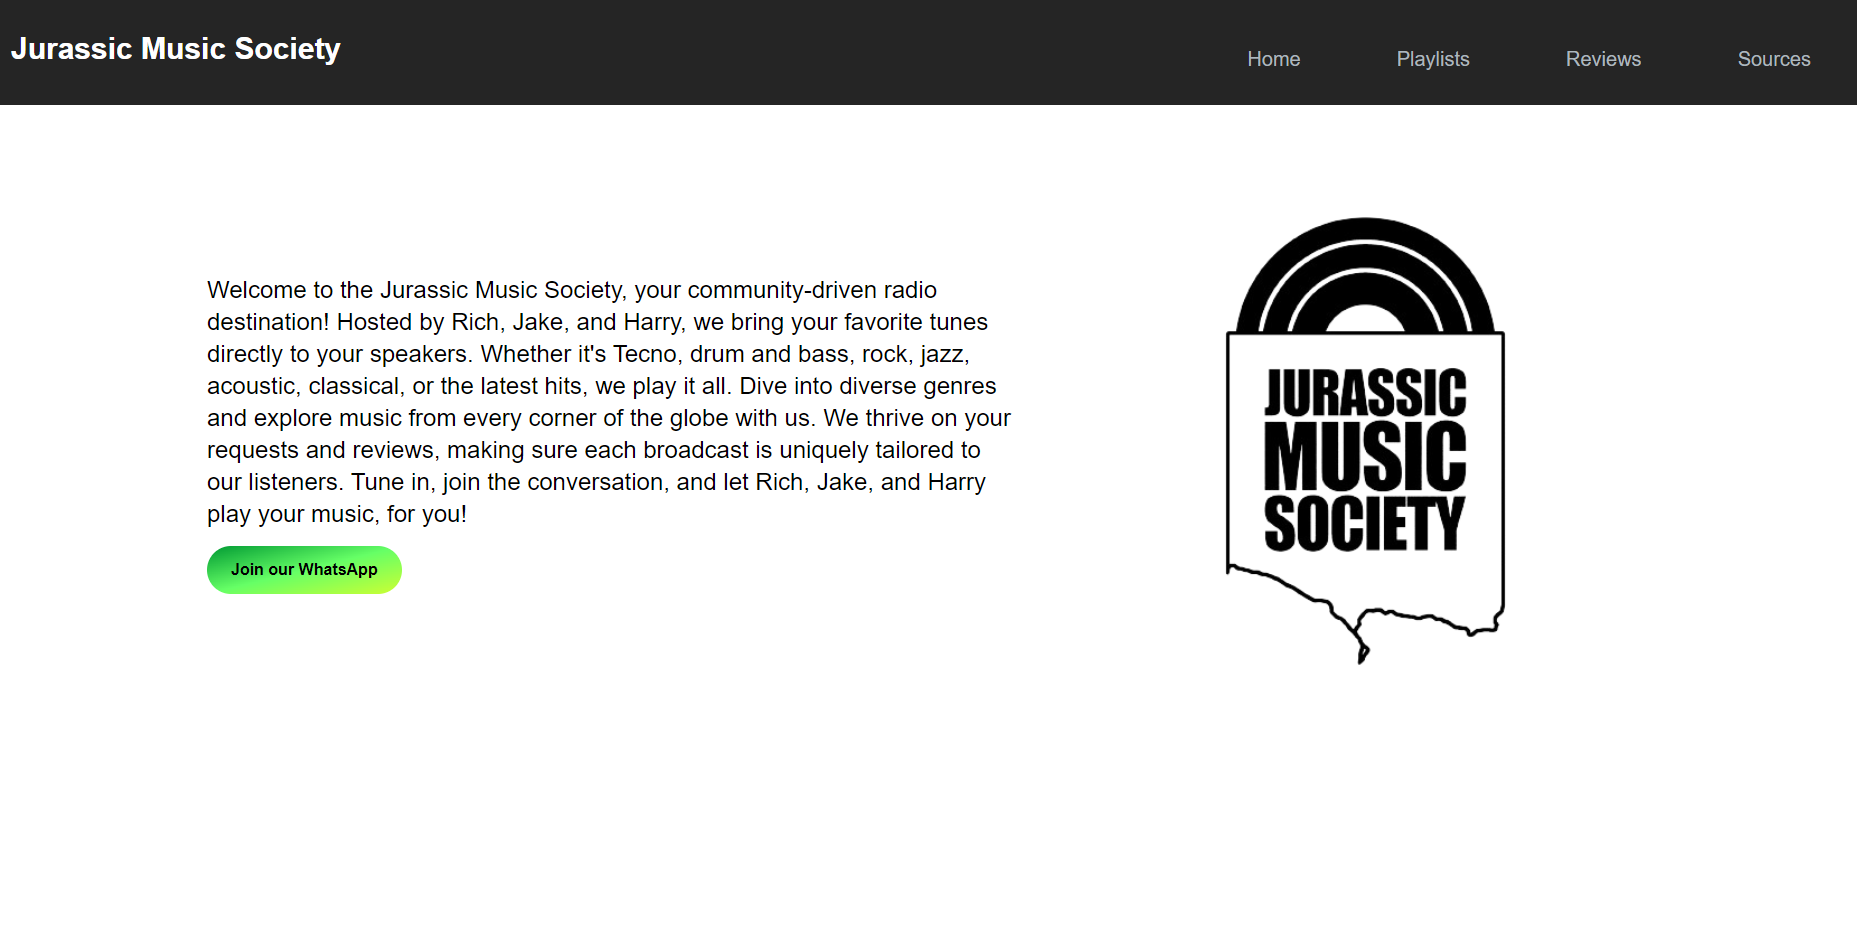 Jurassic Music Society
Home
Playlists
Reviews
Sources
Welcome to the Jurassic Music Society, your community-driven radio
destination! Hosted by Rich, Jake, and Harry, we bring your favorite tunes
directly to your speakers. Whether it's Tecno, drum and bass, rock, jazz,
acoustic, classical, or the latest hits, we play it all. Dive into diverse genres
and explore music from every corner of the globe with us. We thrive on your
requests and reviews, making sure each broadcast is uniquely tailored to
our listeners. Tune in, join the conversation, and let Rich, Jake, and Harry
play your music, for you!
Join our WhatsApp
JURASSIC
MUSIC
SOCIETY